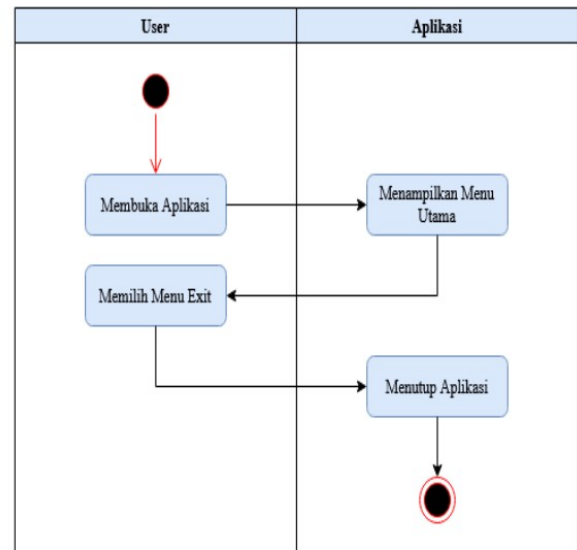 User
Aplikasi
Membuka Aplikasi
Menampilkan Menu
Utama
Memilih Menu Exit
Menutup Aplikasi